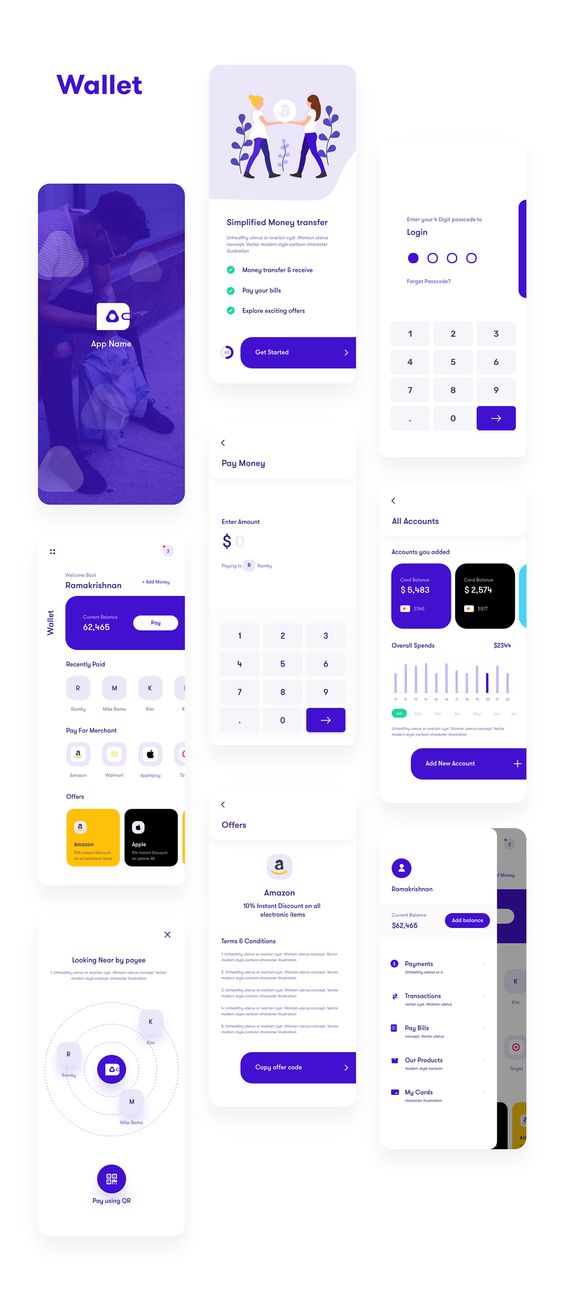 Wallet
App Name
Simplified Money transfer
Unhealthy uterus or ovarian cyst. Woman uterus
concept. Vector modern style cartoon character
illustration
Money transfer & receive
Pay your bills
Explore exciting offers
Get Started
Enter your 4 Digit passcode to
Login
Forget Passcode?
1 2 3
4 5 6
7 8 9
. 0
Pay Money
Enter Amount
$ 0
Paying to R Romky
1 2 3
4 5 6
7 8 9
. 0
All Accounts
Accounts you added
Card Balance
$ 5,483
2345
Card Balance
$ 2,574
5577
Overall Spends $2344
Jan Feb Mar Apr May Jun Jul
Unhealthy uterus or ovarian cyst. Woman uterus concept. Vector
modern style cartoon character illustration
Add New Account +
3
Welcome Back
Ramakrishnan
+ Add Money
Wallet
Current Balance
62,465
Pay
Recently Paid
R M K K
Romky Mike Bama Kim
Pay For Merchant
Amazon Walmart Applepay
Offers
Amazon
10% Instant Discount
on all electronic items
Apple
5% Instant Discount
on Iphone XS
Offers
Amazon
10% Instant Discount on all
electronic items
Terms & Conditions
1. Unhealthy uterus or ovarian cyst. Woman uterus concept. Vector
modern style cartoon character illustration
2. Unhealthy uterus or ovarian cyst. Woman uterus concept. Vector
modern style cartoon character illustration
3. Unhealthy uterus or ovarian cyst. Woman uterus concept. Vector
modern style cartoon character illustration
4. Unhealthy uterus or ovarian cyst. Woman uterus concept. Vector
modern style cartoon character illustration
5. Unhealthy uterus or ovarian cyst. Woman uterus concept. Vector
modern style cartoon character illustration
Copy offer code
Ramakrishnan
Current Balance
$62,465
Add balance
Payments
Unhealthy uterus or o
Transactions
varian cyst. Woman uterus
Pay Bills
concept. Vector uterus
Our Products
modern style cartoon
My Cards
character illustration
3
d Money
K
Kim
Target
Looking Near by payee
1. Unhealthy uterus or ovarian cyst. Woman uterus concept. Vector
modern style cartoon character illustration
K
Kim
R
Romky
M
Mike Bama
Pay using QR